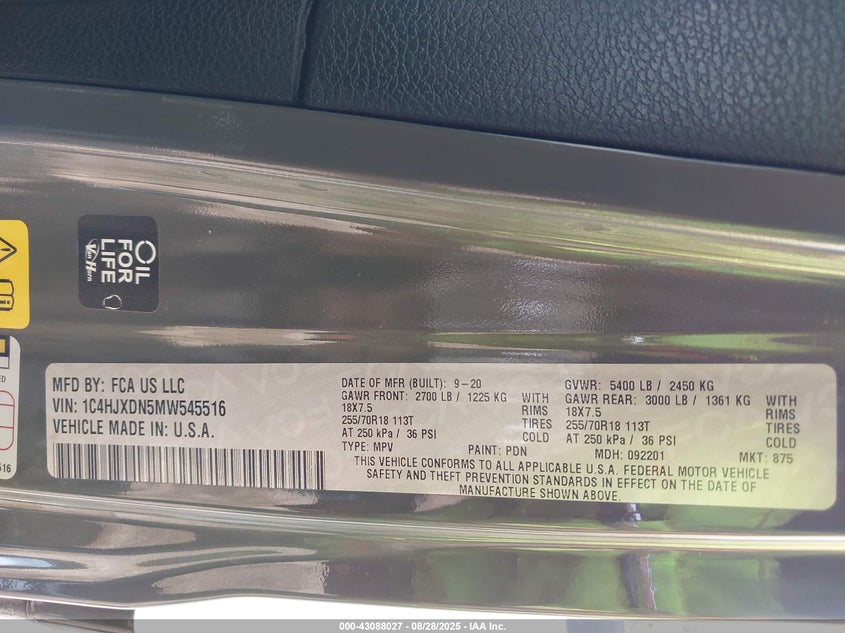 OIL
FOR
LIFE
Van Horn
ED
516
MFD BY: FCA US LLC
VIN: 1C4HJXDN5MW545516
VEHICLE MADE IN: U.S.A.
DATE OF MFR (BUILT): 9-20 GVWR: 5400 LB / 2450 KG
GAWR FRONT: 2700 LB / 1225 KG WITH GAWR REAR: 3000 LB / 1361 KG WITH
18X7.5 RIMS 18X7.5 RIMS
255/70R18 113T TIRES 255/70R18 113T TIRES
AT 250 kPa / 36 PSI COLD AT 250 kPa / 36 PSI COLD
TYPE: MPV PAINT: PDN MDH: 092201 MKT: 875
THIS VEHICLE CONFORMS TO ALL APPLICABLE U.S.A. FEDERAL MOTOR VEHICLE
SAFETY AND THEFT PREVENTION STANDARDS IN EFFECT ON THE DATE OF
MANUFACTURE SHOWN ABOVE.
000-43088027 - 08/28/2025 - IAA Inc.